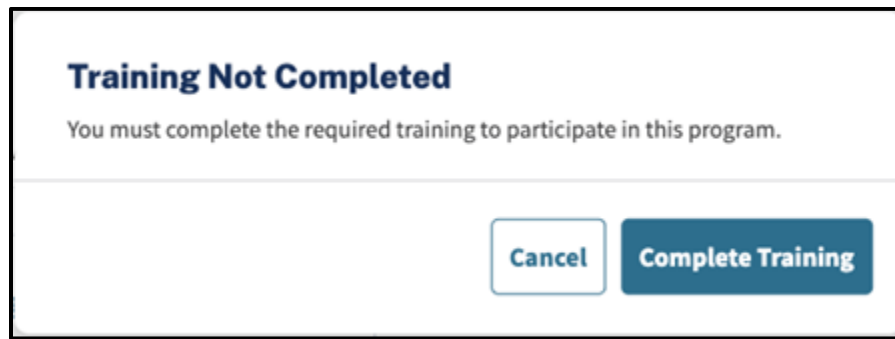 Training Not Completed
You must complete the required training to participate in this program.
Cancel
Complete Training